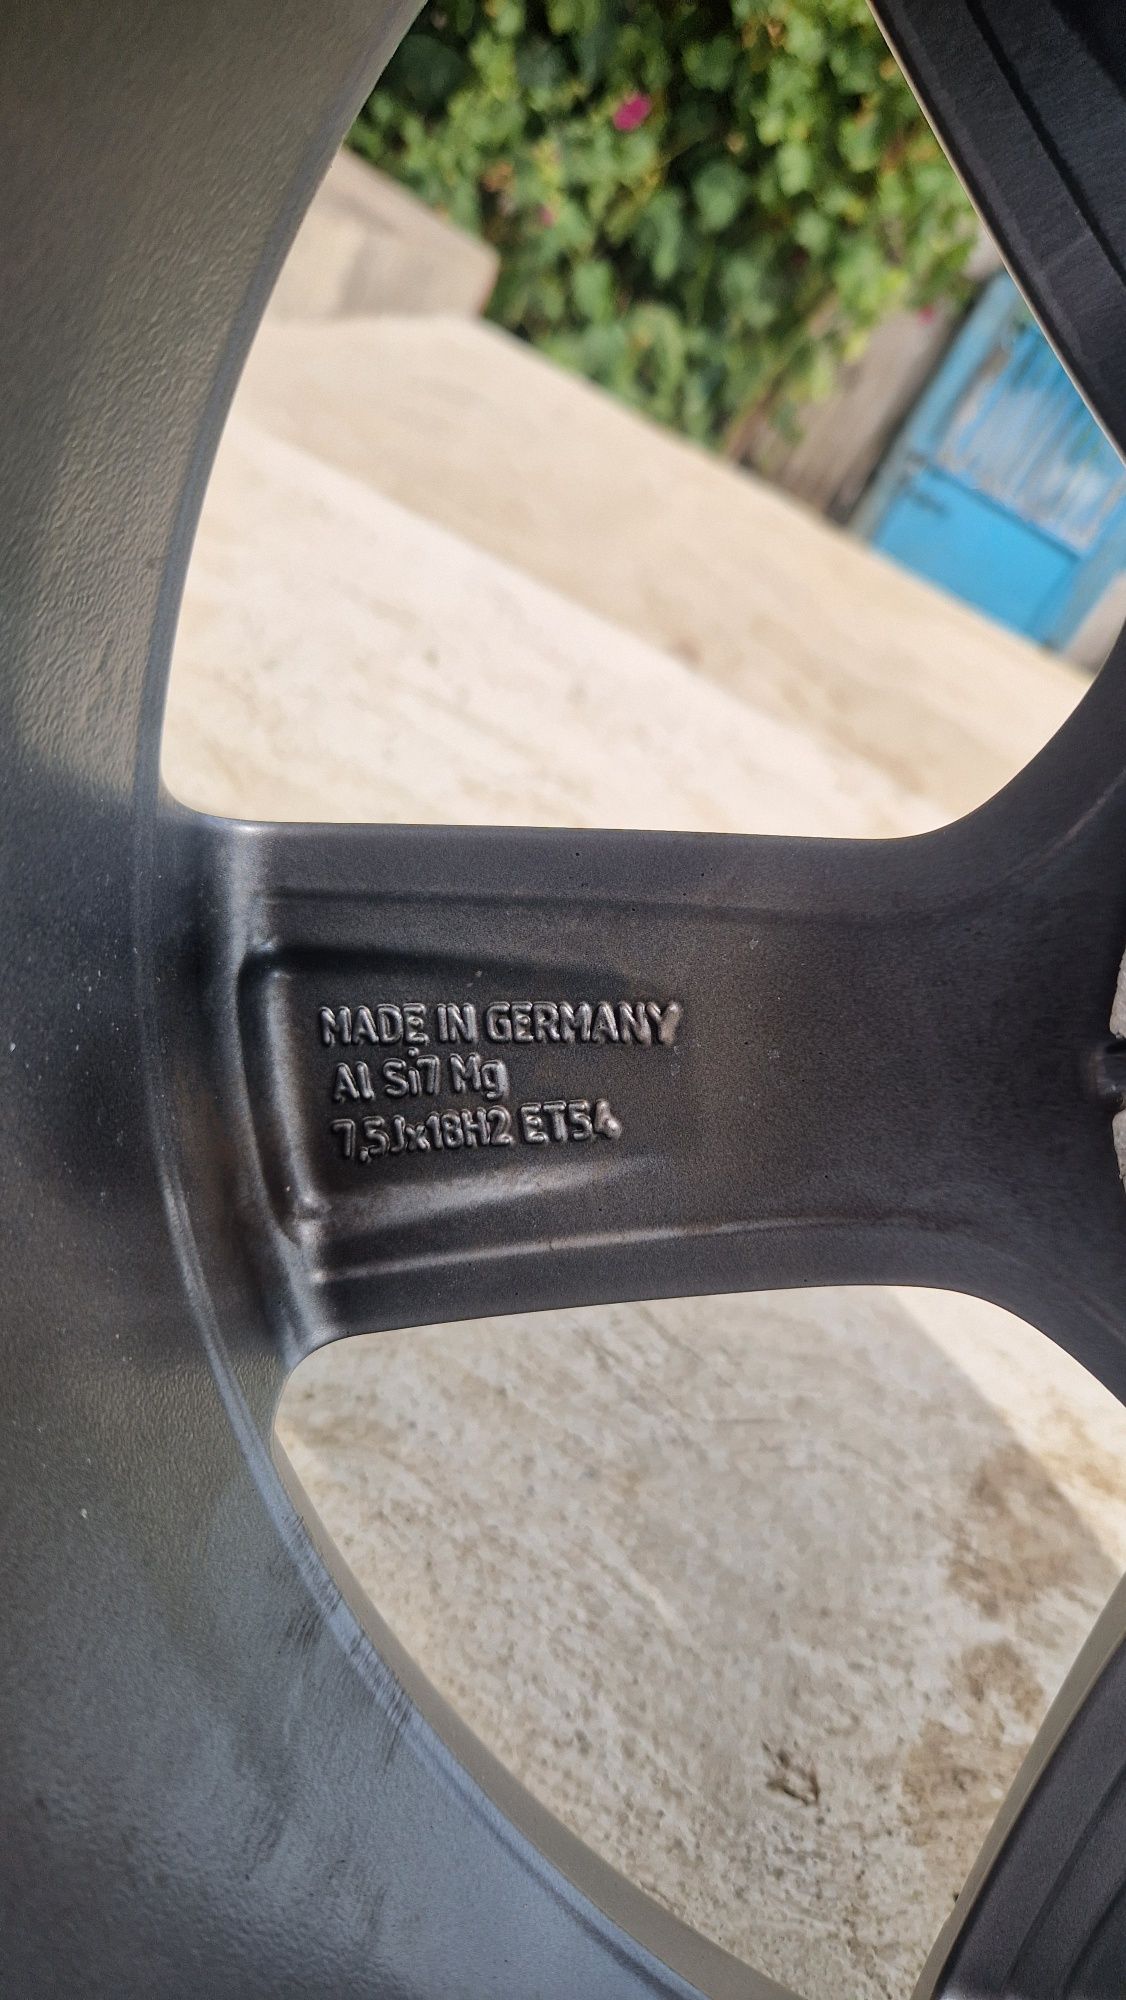 MADE IN GERMANY
Al Si7 Mg
7,5Jx18H2 ET54